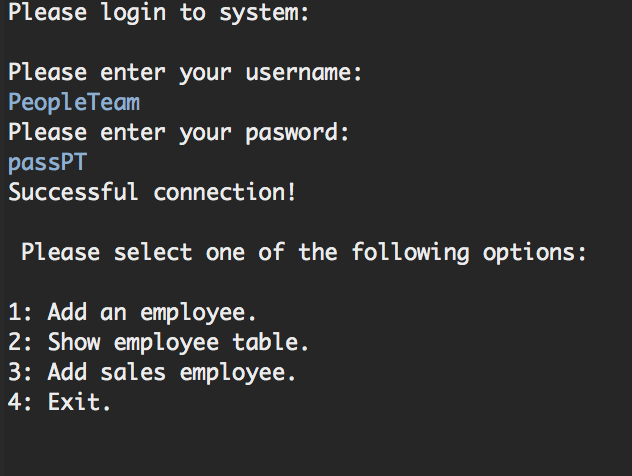 Please login to system:
Please enter your username:
PeopleTeam
Please enter your pasword:
passPT
Successful connection!
Please select one of the following options:
1: Add an employee.
2: Show employee table.
3: Add sales employee.
4: Exit.